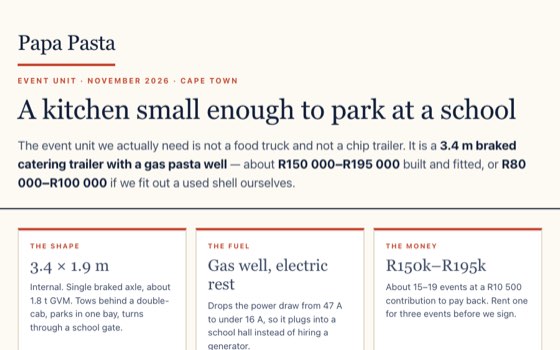 Papa Pasta
EVENT UNIT · NOVEMBER 2026 · CAPE TOWN
A kitchen small enough to park at a school
The event unit we actually need is not a food truck and not a chip trailer. It is a 3.4 m braked
catering trailer with a gas pasta well — about R150 000–R195 000 built and fitted, or R80
000–R100 000 if we fit out a used shell ourselves.
THE SHAPE
3.4 × 1.9 m
Internal. Single braked axle, about
1.8 t GVM. Tows behind a double-
cab, parks in one bay, turns
through a school gate.
THE FUEL
Gas well, electric
rest
Drops the power draw from 47 A
to under 16 A, so it plugs into a
school hall instead of hiring a
generator.
THE MONEY
R150k–R195k
About 15–19 events at a R10 500
contribution to pay back. Rent one
for three events before we sign.